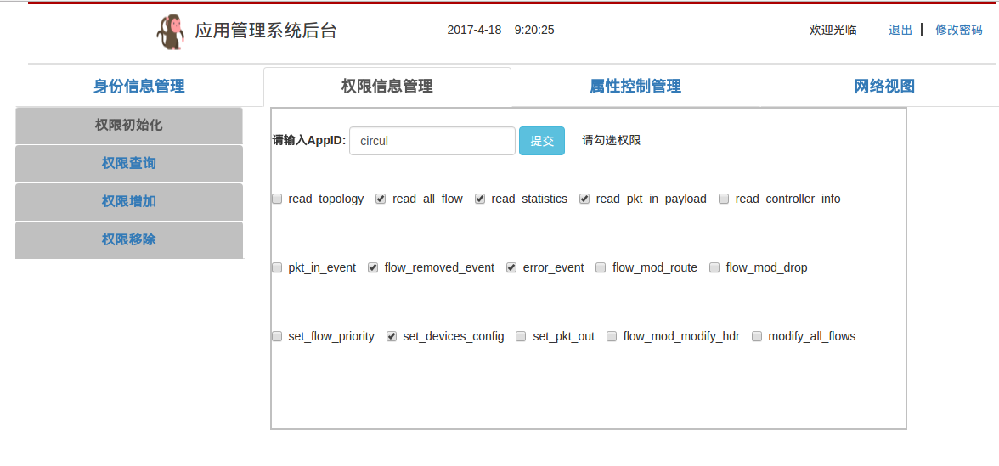 应用管理系统后台 2017-4-18 9:20:25 欢迎光临 退出 修改密码
身份信息管理 权限信息管理 属性控制管理 网络视图
权限初始化
权限查询
权限增加
权限移除
请输入AppID: circul 提交 请勾选权限
read_topology read_all_flow read_statistics read_pkt_in_payload read_controller_info
pkt_in_event flow_removed_event error_event flow_mod_route flow_mod_drop
set_flow_priority set_devices_config set_pkt_out flow_mod_modify_hdr modify_all_flows